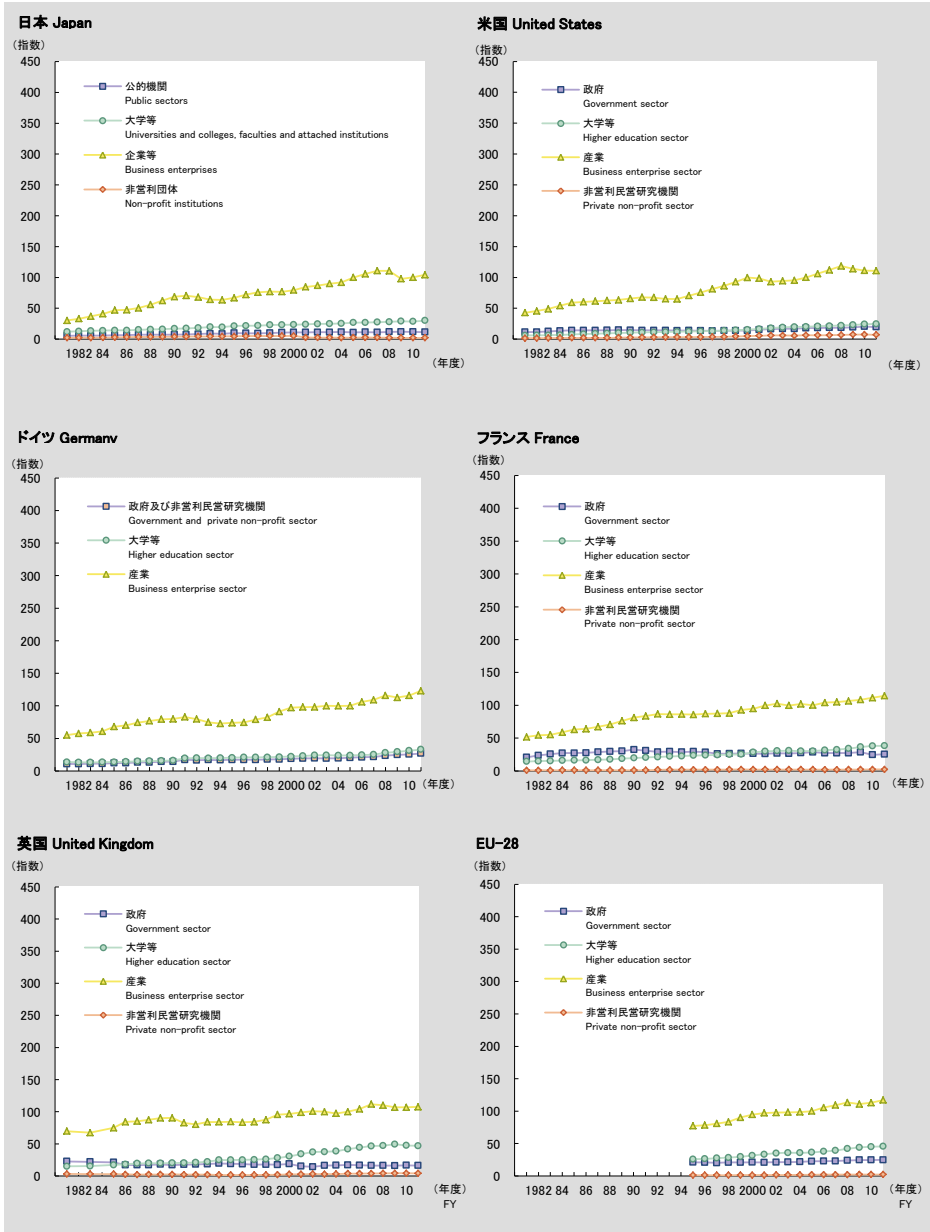 日本 Japan
（指数）
450
400
350
300
250
200
150
100
50
0
公的機関
Public sectors
大学等
Universities and colleges, faculties and attached institutions
企業等
Business enterprises
非営利団体
Non-profit institutions
1982 84 86 88 90 92 94 96 98 2000 02 04 06 08 10
（年度）
米国 United States
（指数）
450
400
350
300
250
200
150
100
50
0
政府
Government sector
大学等
Higher education sector
産業
Business enterprise sector
非営利民営研究機関
Private non-profit sector
1982 84 86 88 90 92 94 96 98 2000 02 04 06 08 10
（年度）
ドイツ Germanv
（指数）
450
400
350
300
250
200
150
100
50
0
政府及び非営利民営研究機関
Government and private non-profit sector
大学等
Higher education sector
産業
Business enterprise sector
1982 84 86 88 90 92 94 96 98 2000 02 04 06 08 10 （年度）
フランス France
（指数）
450
400
350
300
250
200
150
100
50
0
政府
Government sector
大学等
Higher education sector
産業
Business enterprise sector
非営利民営研究機関
Private non-profit sector
1982 84 86 88 90 92 94 96 98 2000 02 04 06 08 10 （年度）
英国 United Kingdom
（指数）
450
400
350
300
250
200
150
100
50
0
政府
Government sector
大学等
Higher education sector
産業
Business enterprise sector
非営利民営研究機関
Private non-profit sector
1982 84 86 88 90 92 94 96 98 2000 02 04 06 08 10 （年度）
FY
EU-28
（指数）
450
400
350
300
250
200
150
100
50
0
政府
Government sector
大学等
Higher education sector
産業
Business enterprise sector
非営利民営研究機関
Private non-profit sector
1982 84 86 88 90 92 94 96 98 2000 02 04 06 08 10 （年度）
FY